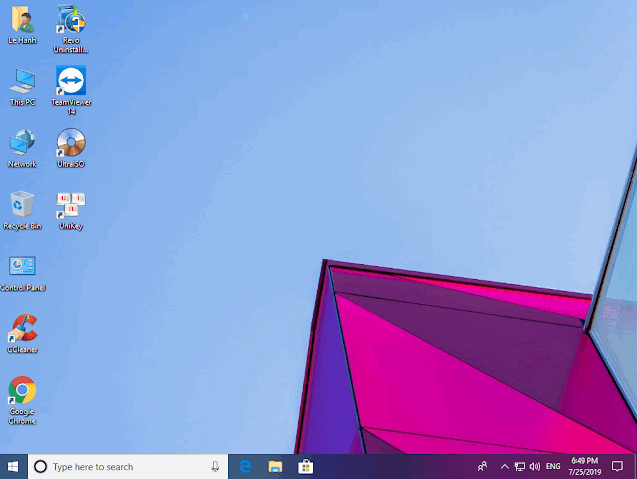 Le Hanh
Revo
Uninstall...
This PC
TeamViewer
14
Network
UltraISO
Recycle Bin
UniKey
Control Panel
CCleaner
Google
Chrome
Type here to search
ENG
6:49 PM
7/25/2019